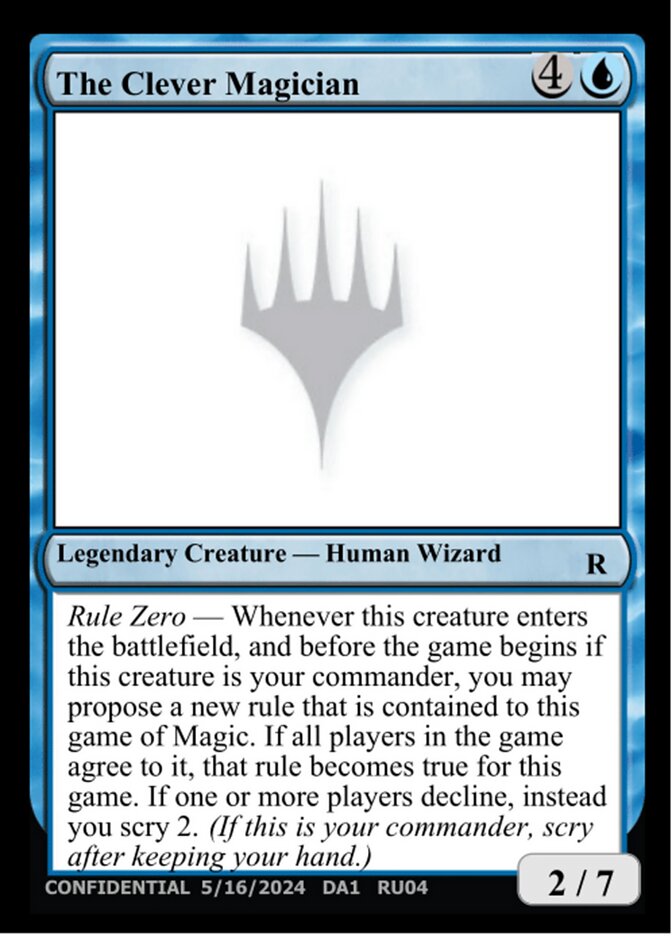 The Clever Magician 4
Legendary Creature — Human Wizard R
Rule Zero — Whenever this creature enters
the battlefield, and before the game begins if
this creature is your commander, you may
propose a new rule that is contained to this
game of Magic. If all players in the game
agree to it, that rule becomes true for this
game. If one or more players decline, instead
you scry 2. (If this is your commander, scry
after keeping your hand.)
CONFIDENTIAL 5/16/2024 DA1 RU04
2 / 7